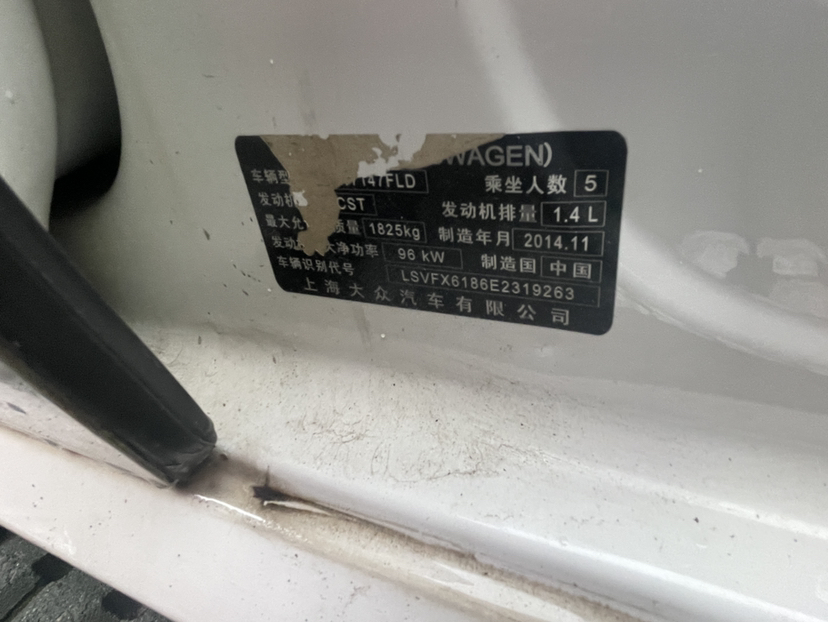 WAGEN)
车辆型 147FLD 乘坐人数 5
发动机 CST 发动机排量 1.4 L
最大允 质量 1825kg 制造年月 2014.11
发动 大净功率 96 kW 制造国 中国
车辆识别代号 LSVFX6186E2319263
上海大众汽车有限公司